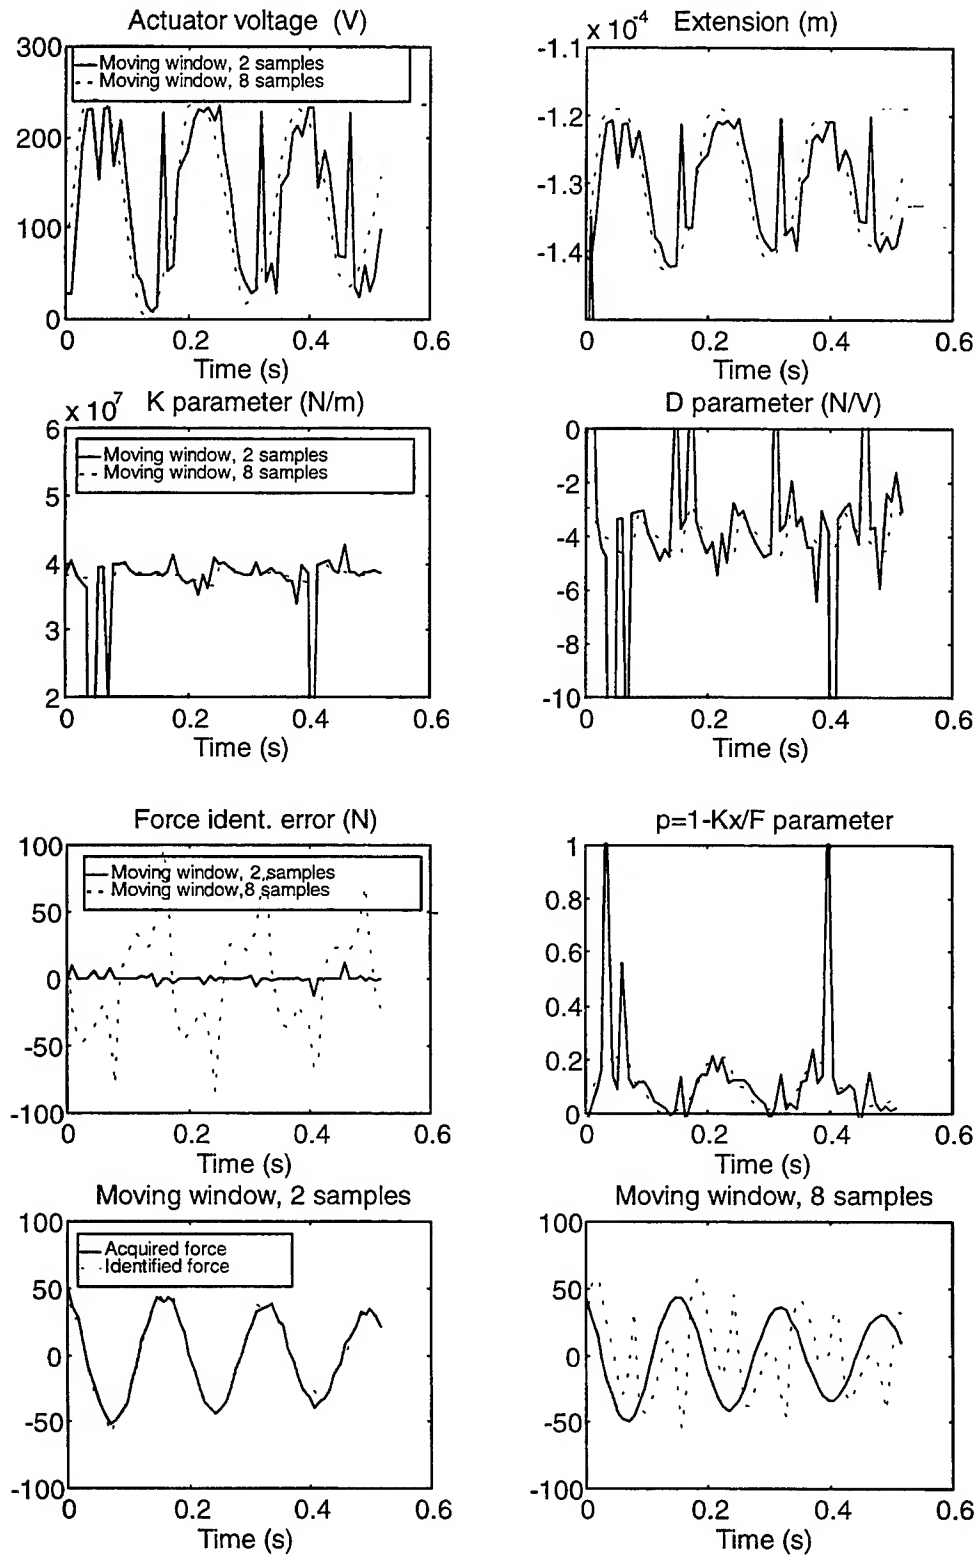 Actuator voltage (V)
300
200
100
0
Moving window, 2 samples
Moving window, 8 samples
0 0.2 0.4 0.6
Time (s)
x 10-4 Extension (m)
-1.1
-1.2
-1.3
-1.4
0 0.2 0.4 0.6
Time (s)
x 10^7 K parameter (N/m)
6
5
4
3
2
Moving window, 2 samples
Moving window, 8 samples
0 0.2 0.4 0.6
Time (s)
D parameter (N/V)
0
-2
-4
-6
-8
-10
0 0.2 0.4 0.6
Time (s)
Force ident. error (N)
100
50
0
-50
-100
Moving window, 2 samples
Moving window,8 samples
0 0.2 0.4 0.6
Time (s)
p=1-Kx/F parameter
1
0.8
0.6
0.4
0.2
0
0 0.2 0.4 0.6
Time (s)
Moving window, 2 samples
100
50
0
-50
-100
Acquired force
Identified force
0 0.2 0.4 0.6
Time (s)
Moving window, 8 samples
100
50
0
-50
-100
0 0.2 0.4 0.6
Time (s)